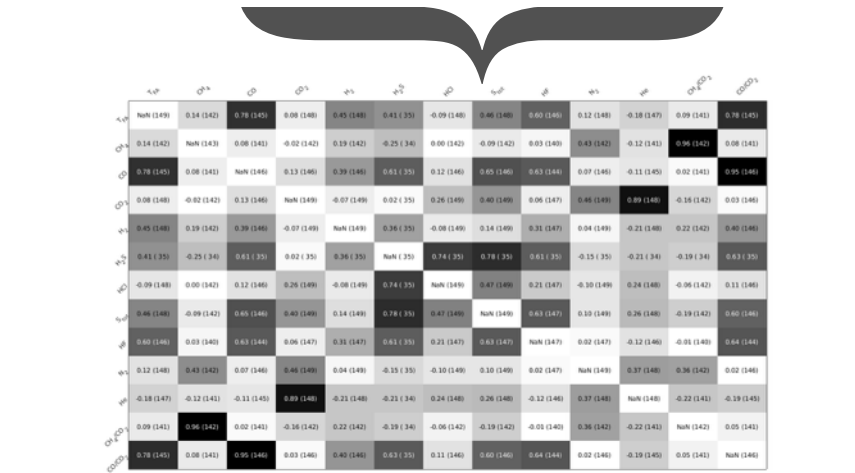 T_fta CH₄ CO CO₂ H₂ H₂S HCl S_tot HF N₂ He CH₄/CO₂ CO/CO₂
NaN (149) 0.14 (142) 0.78 (145) 0.08 (148) 0.45 (148) 0.41 ( 35) -0.09 (148) 0.46 (148) 0.60 (146) 0.12 (148) -0.18 (147) 0.09 (141) 0.78 (145)
CH₄ 0.14 (142) NaN (143) 0.08 (141) -0.02 (142) 0.19 (142) -0.25 ( 34) 0.00 (142) -0.09 (142) 0.03 (140) 0.43 (142) -0.12 (141) 0.96 (142) 0.08 (141)
CO 0.78 (145) 0.08 (141) NaN (146) 0.13 (146) 0.39 (146) 0.61 ( 35) 0.12 (146) 0.65 (146) 0.63 (144) 0.07 (146) -0.11 (145) 0.02 (141) 0.95 (146)
CO₂ 0.08 (148) -0.02 (142) 0.13 (146) NaN (149) -0.07 (149) 0.02 ( 35) 0.26 (149) 0.40 (149) 0.06 (147) 0.46 (149) 0.89 (148) -0.16 (142) 0.03 (146)
H₂ 0.45 (148) 0.19 (142) 0.39 (146) -0.07 (149) NaN (149) 0.36 ( 35) -0.08 (149) 0.14 (149) 0.31 (147) 0.04 (149) -0.21 (148) 0.22 (142) 0.40 (146)
H₂S 0.41 ( 35) -0.25 ( 34) 0.61 ( 35) 0.02 ( 35) 0.36 ( 35) NaN ( 35) 0.74 ( 35) 0.78 ( 35) 0.61 ( 35) -0.15 ( 35) -0.21 ( 34) -0.19 ( 34) 0.63 ( 35)
HCl -0.09 (148) 0.00 (142) 0.12 (146) 0.26 (149) -0.08 (149) 0.74 ( 35) NaN (149) 0.47 (149) 0.21 (147) -0.10 (149) 0.24 (148) -0.06 (142) 0.11 (146)
S_tot 0.46 (148) -0.09 (142) 0.65 (146) 0.40 (149) 0.14 (149) 0.78 ( 35) 0.47 (149) NaN (149) 0.63 (147) 0.10 (149) 0.26 (148) -0.19 (142) 0.60 (146)
HF 0.60 (146) 0.03 (140) 0.63 (144) 0.06 (147) 0.31 (147) 0.61 ( 35) 0.21 (147) 0.63 (147) NaN (147) 0.02 (147) -0.12 (146) -0.01 (140) 0.64 (144)
N₂ 0.12 (148) 0.43 (142) 0.07 (146) 0.46 (149) 0.04 (149) -0.15 ( 35) -0.10 (149) 0.10 (149) 0.02 (147) NaN (149) 0.37 (148) 0.36 (142) 0.02 (146)
He -0.18 (147) -0.12 (141) -0.11 (145) 0.89 (148) -0.21 (148) -0.21 ( 34) 0.24 (148) 0.26 (148) -0.12 (146) 0.37 (148) NaN (148) -0.22 (141) -0.19 (145)
CH₄/CO₂ 0.09 (141) 0.96 (142) 0.02 (141) -0.16 (142) 0.22 (142) -0.19 ( 34) -0.06 (142) -0.19 (142) -0.01 (140) 0.36 (142) -0.22 (141) NaN (142) 0.05 (141)
CO/CO₂ 0.78 (145) 0.08 (141) 0.95 (146) 0.03 (146) 0.40 (146) 0.63 ( 35) 0.11 (146) 0.60 (146) 0.64 (144) 0.02 (146) -0.19 (145) 0.05 (141) NaN (146)